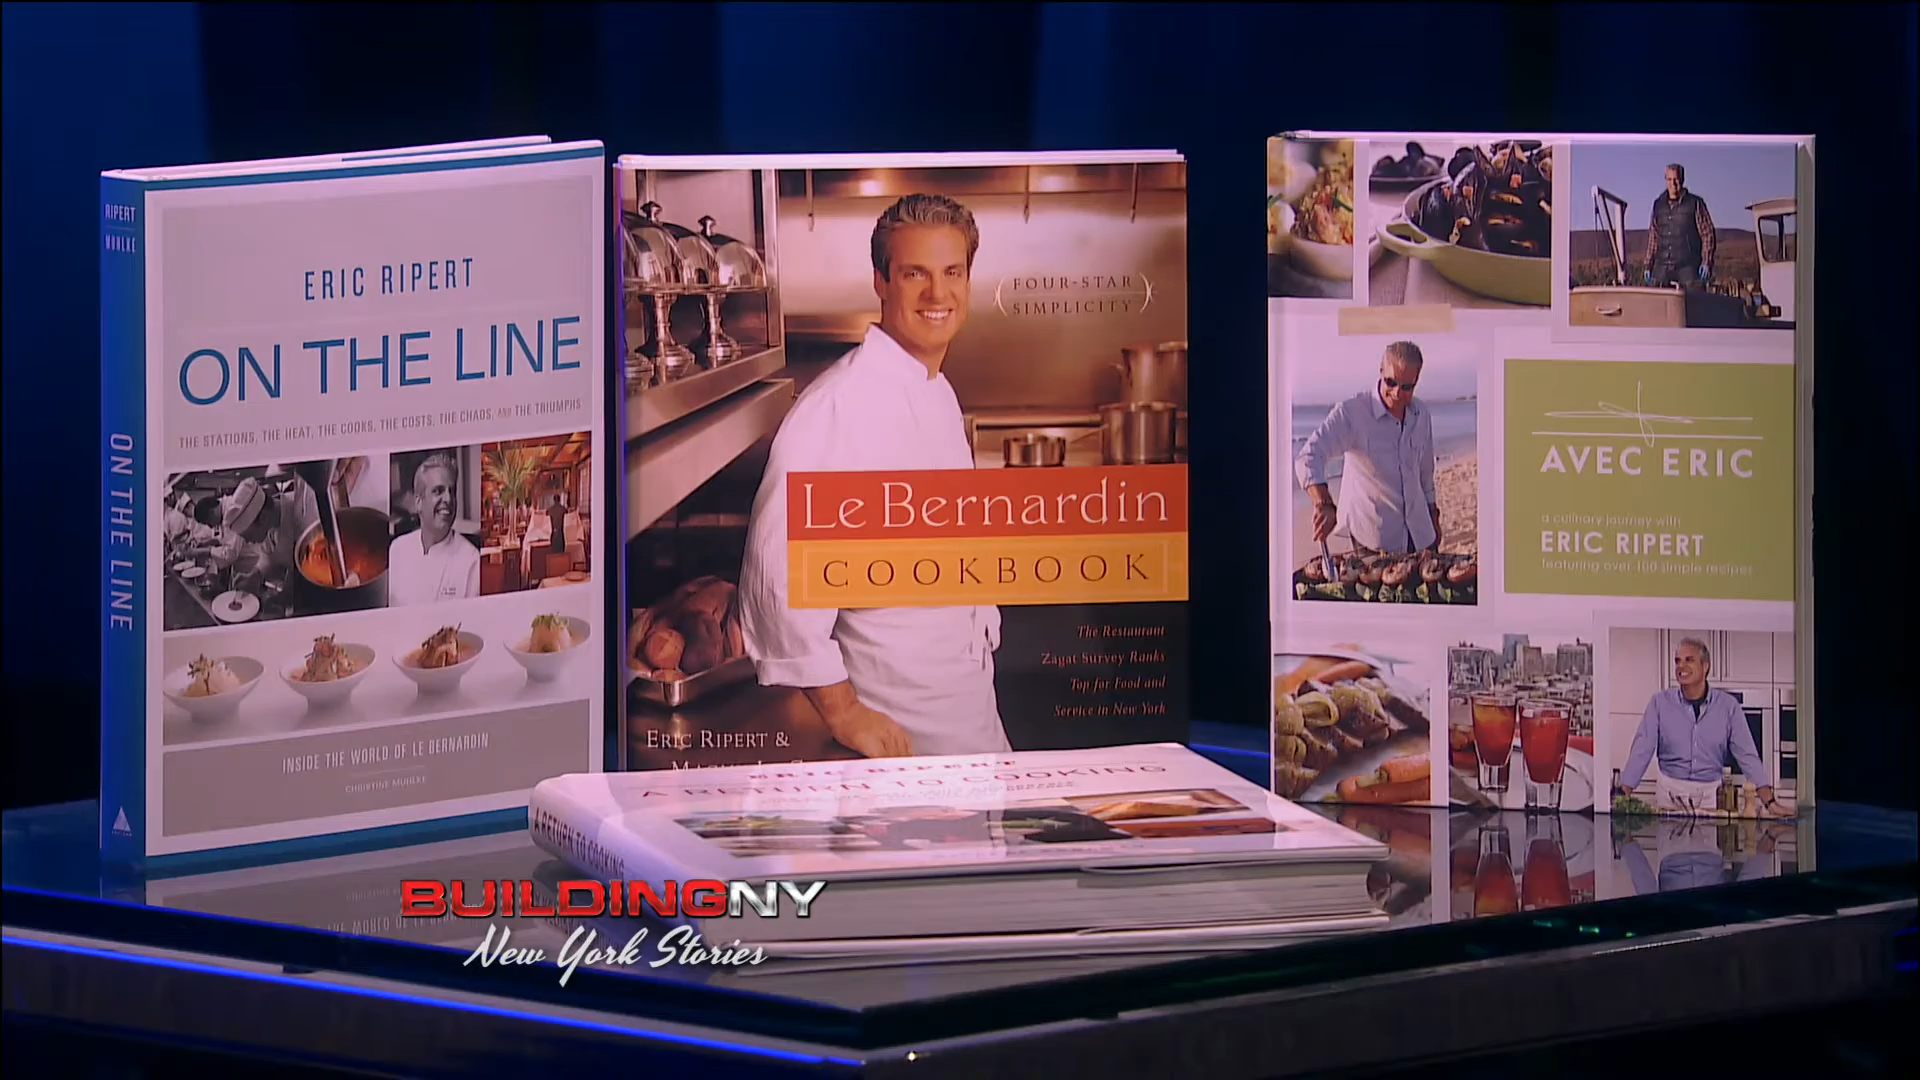 RIPERT
MUHLKE
ON THE LINE
ERIC RIPERT
ON THE LINE
THE STATIONS, THE HEAT, THE COOKS, THE COSTS, THE CHAOS, AND THE TRIUMPHS
INSIDE THE WORLD OF LE BERNARDIN
CHRISTINE MUHLKE
FOUR-STAR
SIMPLICITY
Le Bernardin
COOKBOOK
The Restaurant
Zagat Survey Ranks
Top for Food and
Service in New York
ERIC RIPERT &
AVEC ERIC
a culinary journey with
ERIC RIPERT
featuring over 100 simple recipes
ERIC RIPERT
A RETURN TO COOKING
A RETURN TO COOKING
BUILDINGNY
New York Stories